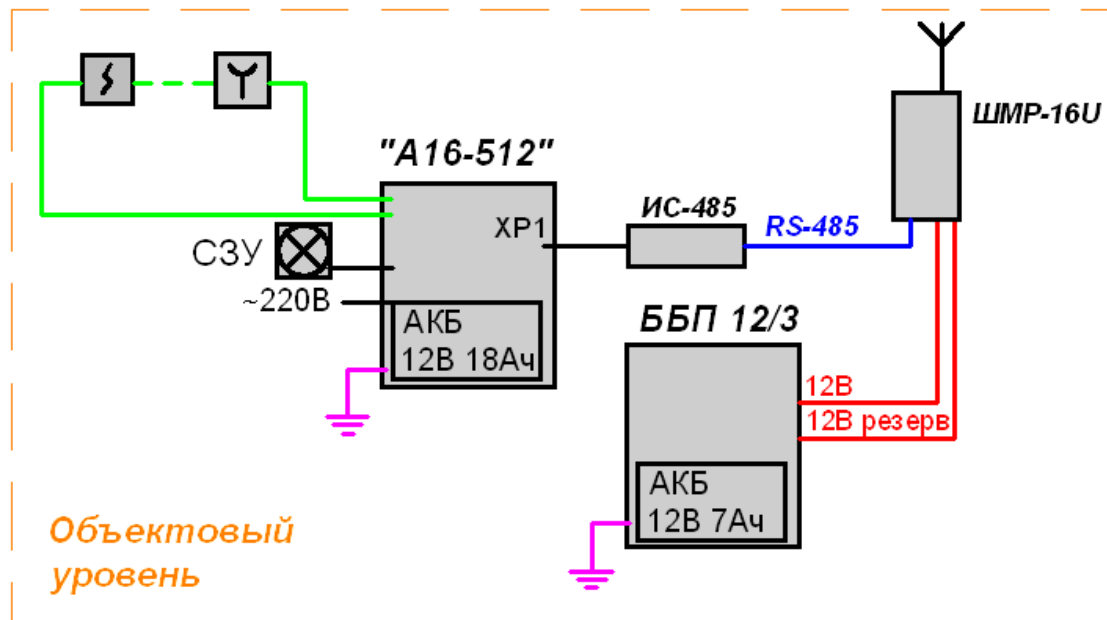 ШМР-16U
"А16-512"
ХР1
ИС-485
RS-485
СЗУ
~220В
АКБ
12В 18Ач
ББП 12/3
12В
12В резерв
АКБ
12В 7Ач
Объектовый
уровень